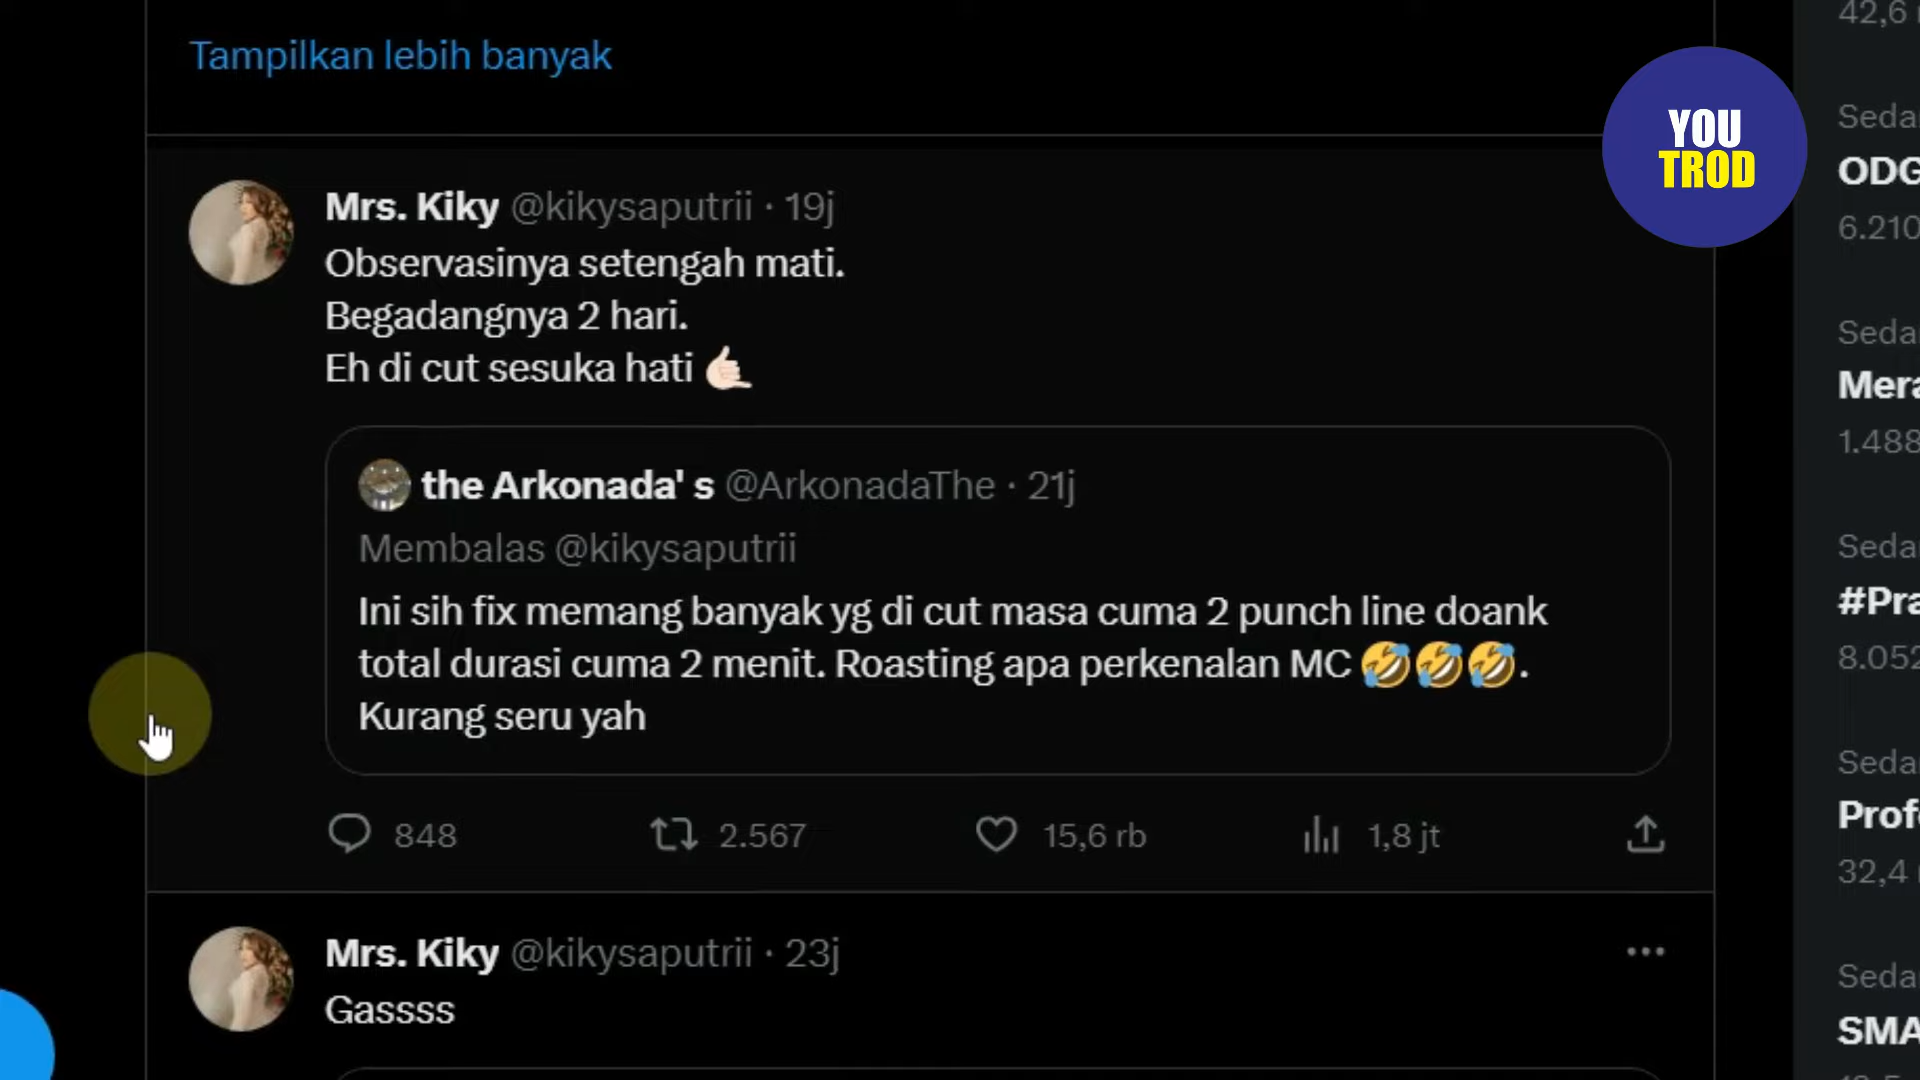 42,6
Tampilkan lebih banyak
YOU
TROD
Mrs. Kiky @kikysaputrii · 19j
Observasinya setengah mati.
Begadangnya 2 hari.
Eh di cut sesuka hati 🤙🏻
the Arkonada' s @ArkonadaThe · 21j
Membalas @kikysaputrii
Ini sih fix memang banyak yg di cut masa cuma 2 punch line doank
total durasi cuma 2 menit. Roasting apa perkenalan MC 🤣🤣🤣.
Kurang seru yah
848 2.567 15,6 rb 1,8 jt
Mrs. Kiky @kikysaputrii · 23j
Gassss
Seda
ODG
6.210
Seda
Mera
1.488
Seda
#Pra
8.052
Seda
Profe
32,4
Seda
SMA